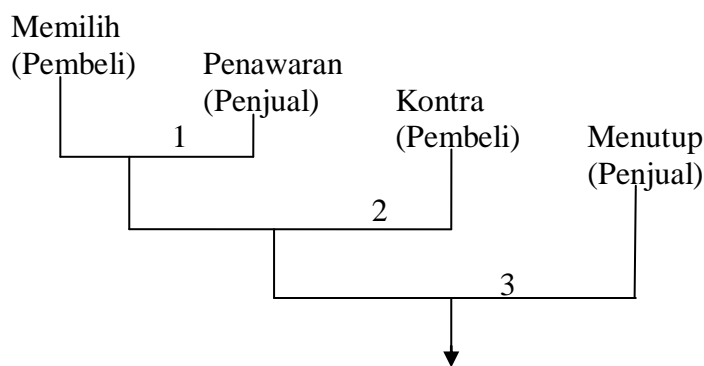 Memilih
(Pembeli)
Penawaran
(Penjual)
Kontra
(Pembeli)
Menutup
(Penjual)
1
2
3